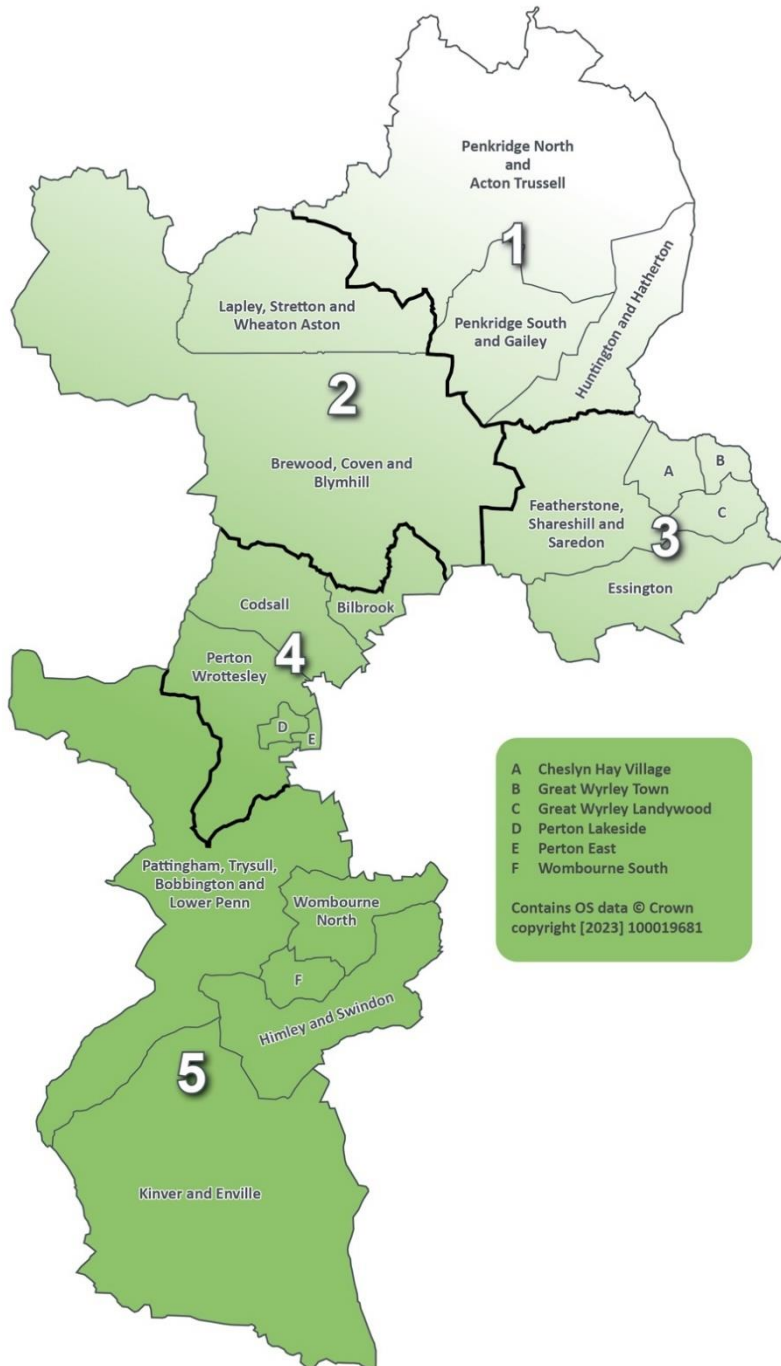 Penkridge North
and
Acton Trussell
1
Huntington and Hatherton
Penkridge South
and Gailey
Lapley, Stretton and
Wheaton Aston
2
Brewood, Coven and
Blymhill
A
B
C
Featherstone,
Shareshill and
Saredon
3
Essington
Codsall
Bilbrook
4
Perton
Wrottesley
D
E
A Cheslyn Hay Village
B Great Wyrley Town
C Great Wyrley Landywood
D Perton Lakeside
E Perton East
F Wombourne South
Contains OS data © Crown
copyright [2023] 100019681
Pattingham, Trysull,
Bobbington and
Lower Penn
Wombourne
North
F
Himley and Swindon
5
Kinver and Enville